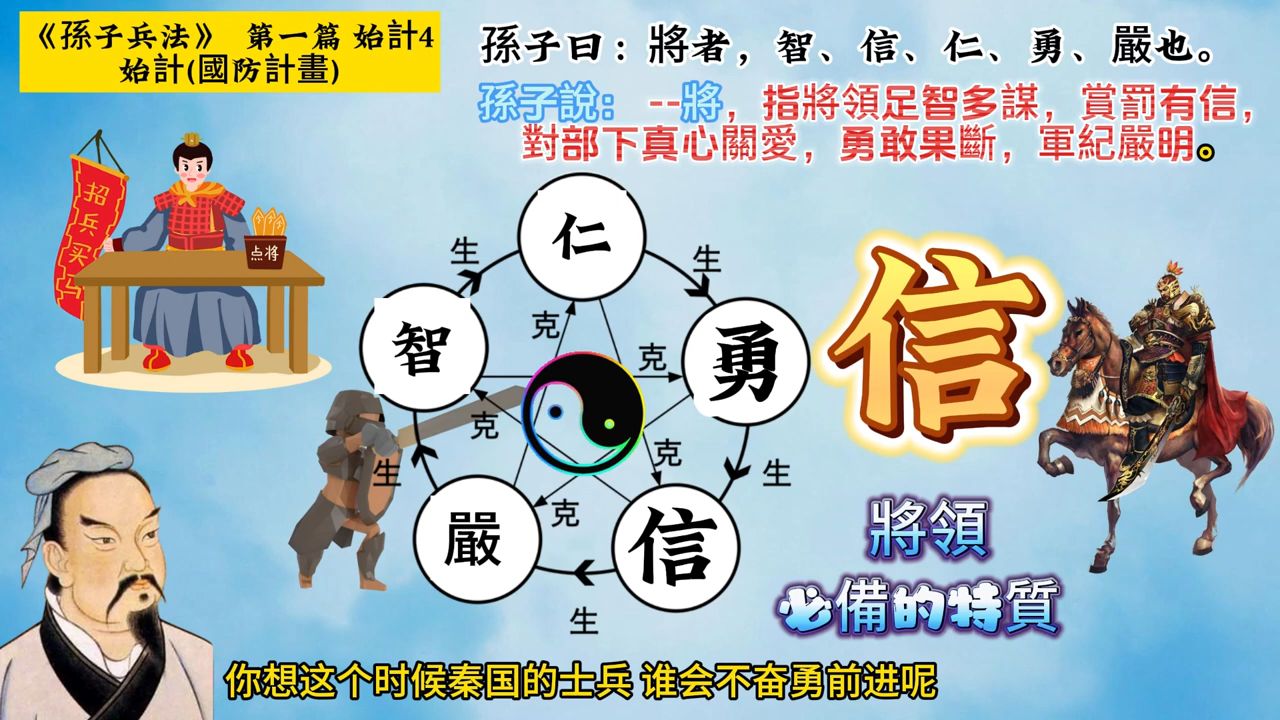 《孫子兵法》 第一篇 始計4
始計(國防計畫)
孫子曰：將者，智、信、仁、勇、嚴也。
孫子說： --將，指將領足智多謀，賞罰有信，
對部下真心關愛，勇敢果斷，軍紀嚴明。
招兵买马
点将
仁
生
生
智
克
克
勇
信
克
克
生
生
克
嚴
信
生
將領
必備的特質
你想这个时候秦国的士兵 谁会不奋勇前进呢